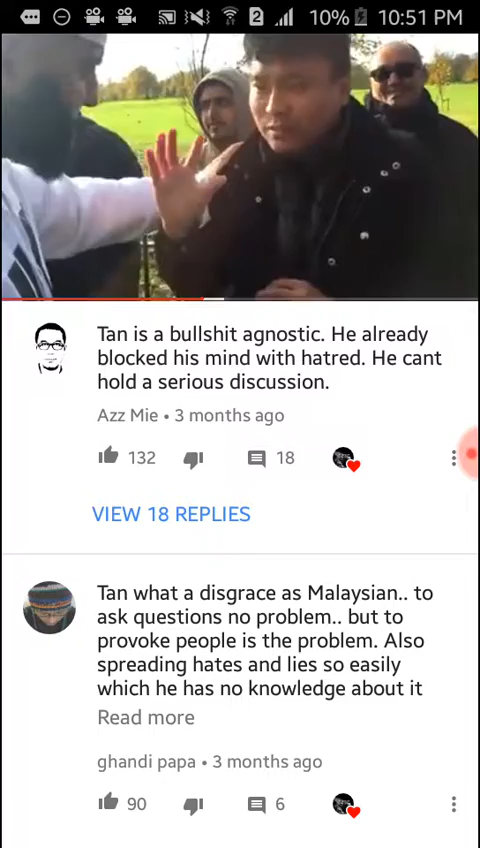 2 10% 10:51 PM
Tan is a bullshit agnostic. He already
blocked his mind with hatred. He cant
hold a serious discussion.
Azz Mie • 3 months ago
132 18
VIEW 18 REPLIES
Tan what a disgrace as Malaysian.. to
ask questions no problem.. but to
provoke people is the problem. Also
spreading hates and lies so easily
which he has no knowledge about it
Read more
ghandi papa • 3 months ago
90 6